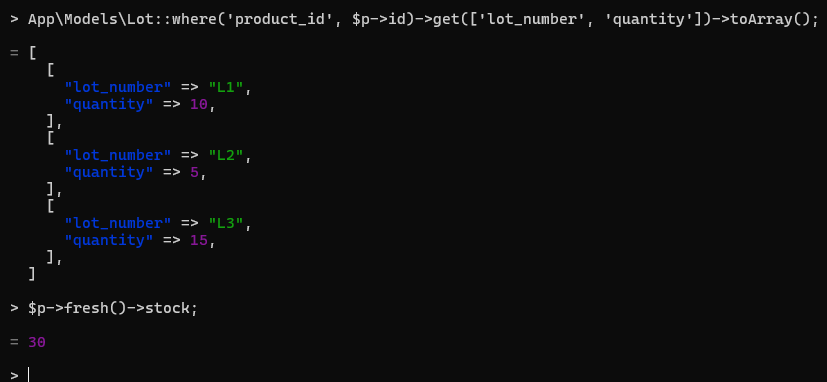 > App\Models\Lot::where('product_id', $p->id)->get(['lot_number', 'quantity'])->toArray();
= [
    [
      "lot_number" => "L1",
      "quantity" => 10,
    ],
    [
      "lot_number" => "L2",
      "quantity" => 5,
    ],
    [
      "lot_number" => "L3",
      "quantity" => 15,
    ],
  ]
> $p->fresh()->stock;
= 30
>